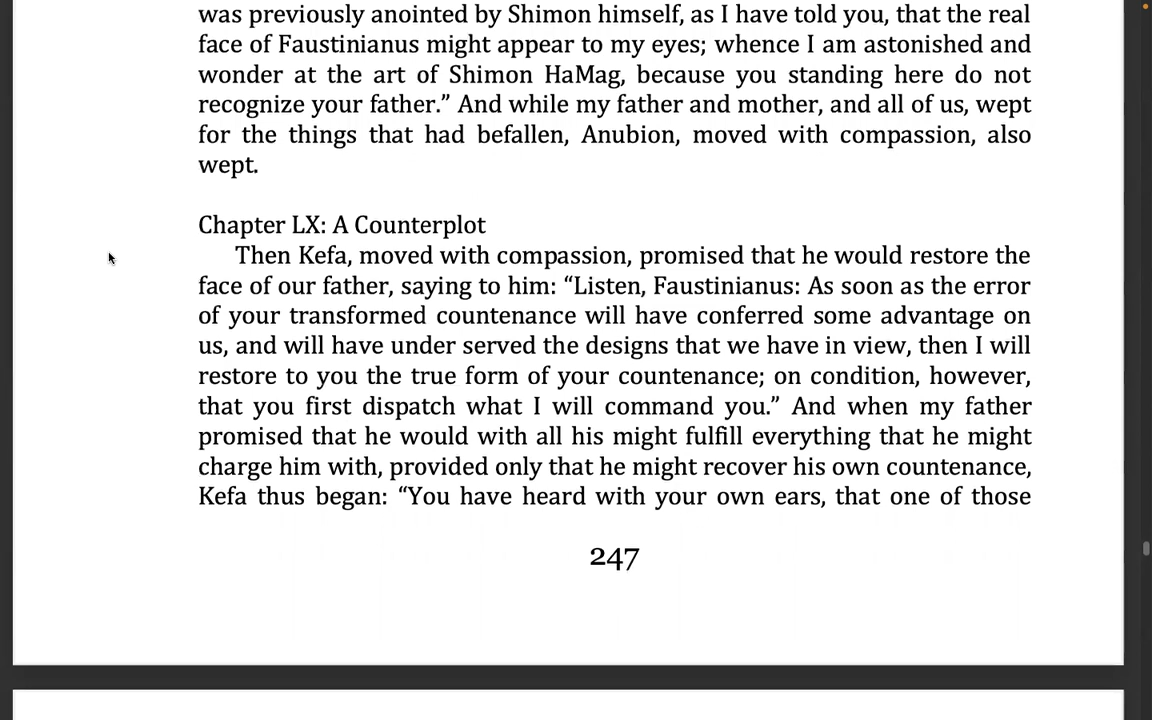 was previously anointed by Shimon himself, as I have told you, that the real
face of Faustinianus might appear to my eyes; whence I am astonished and
wonder at the art of Shimon HaMag, because you standing here do not
recognize your father.” And while my father and mother, and all of us, wept
for the things that had befallen, Anubion, moved with compassion, also
wept.
Chapter LX: A Counterplot
Then Kefa, moved with compassion, promised that he would restore the
face of our father, saying to him: “Listen, Faustinianus: As soon as the error
of your transformed countenance will have conferred some advantage on
us, and will have under served the designs that we have in view, then I will
restore to you the true form of your countenance; on condition, however,
that you first dispatch what I will command you.” And when my father
promised that he would with all his might fulfill everything that he might
charge him with, provided only that he might recover his own countenance,
Kefa thus began: “You have heard with your own ears, that one of those
247